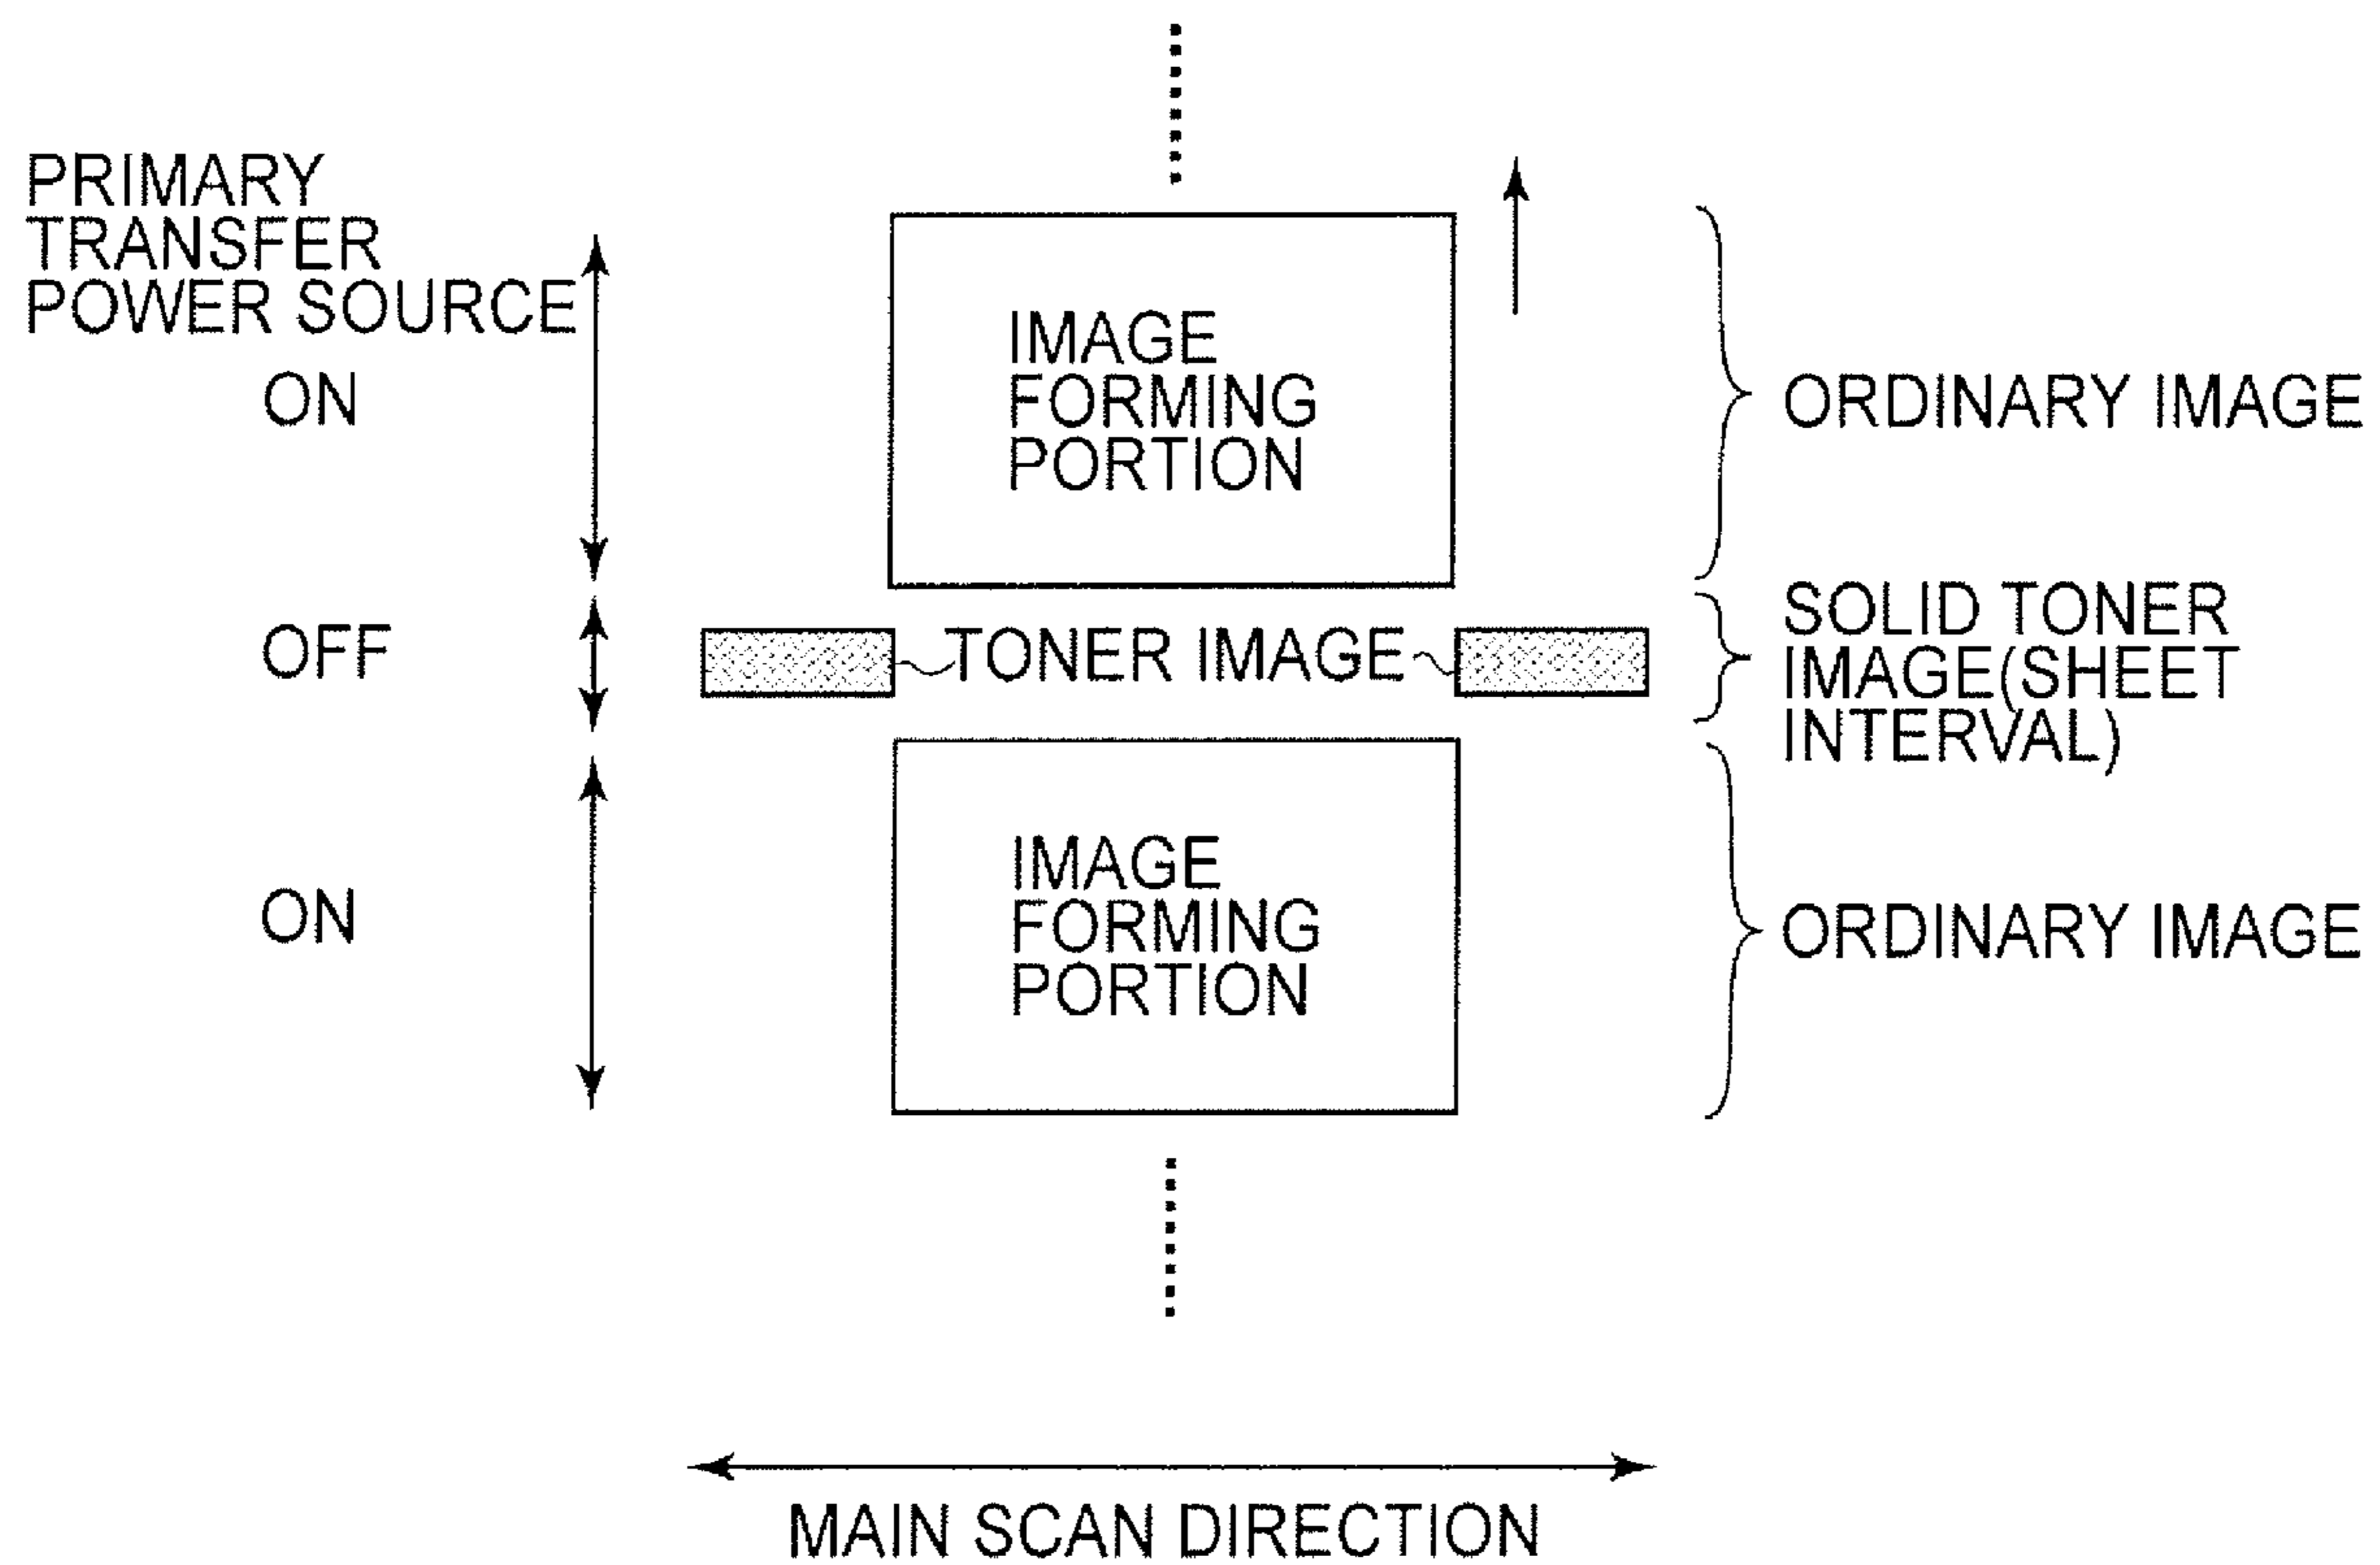 PRIMARY
TRANSFER
POWER SOURCE
ON
IMAGE
FORMING
PORTION
ORDINARY IMAGE
OFF
TONER IMAGE
SOLID TONER
IMAGE(SHEET
INTERVAL)
ON
IMAGE
FORMING
PORTION
ORDINARY IMAGE
MAIN SCAN DIRECTION